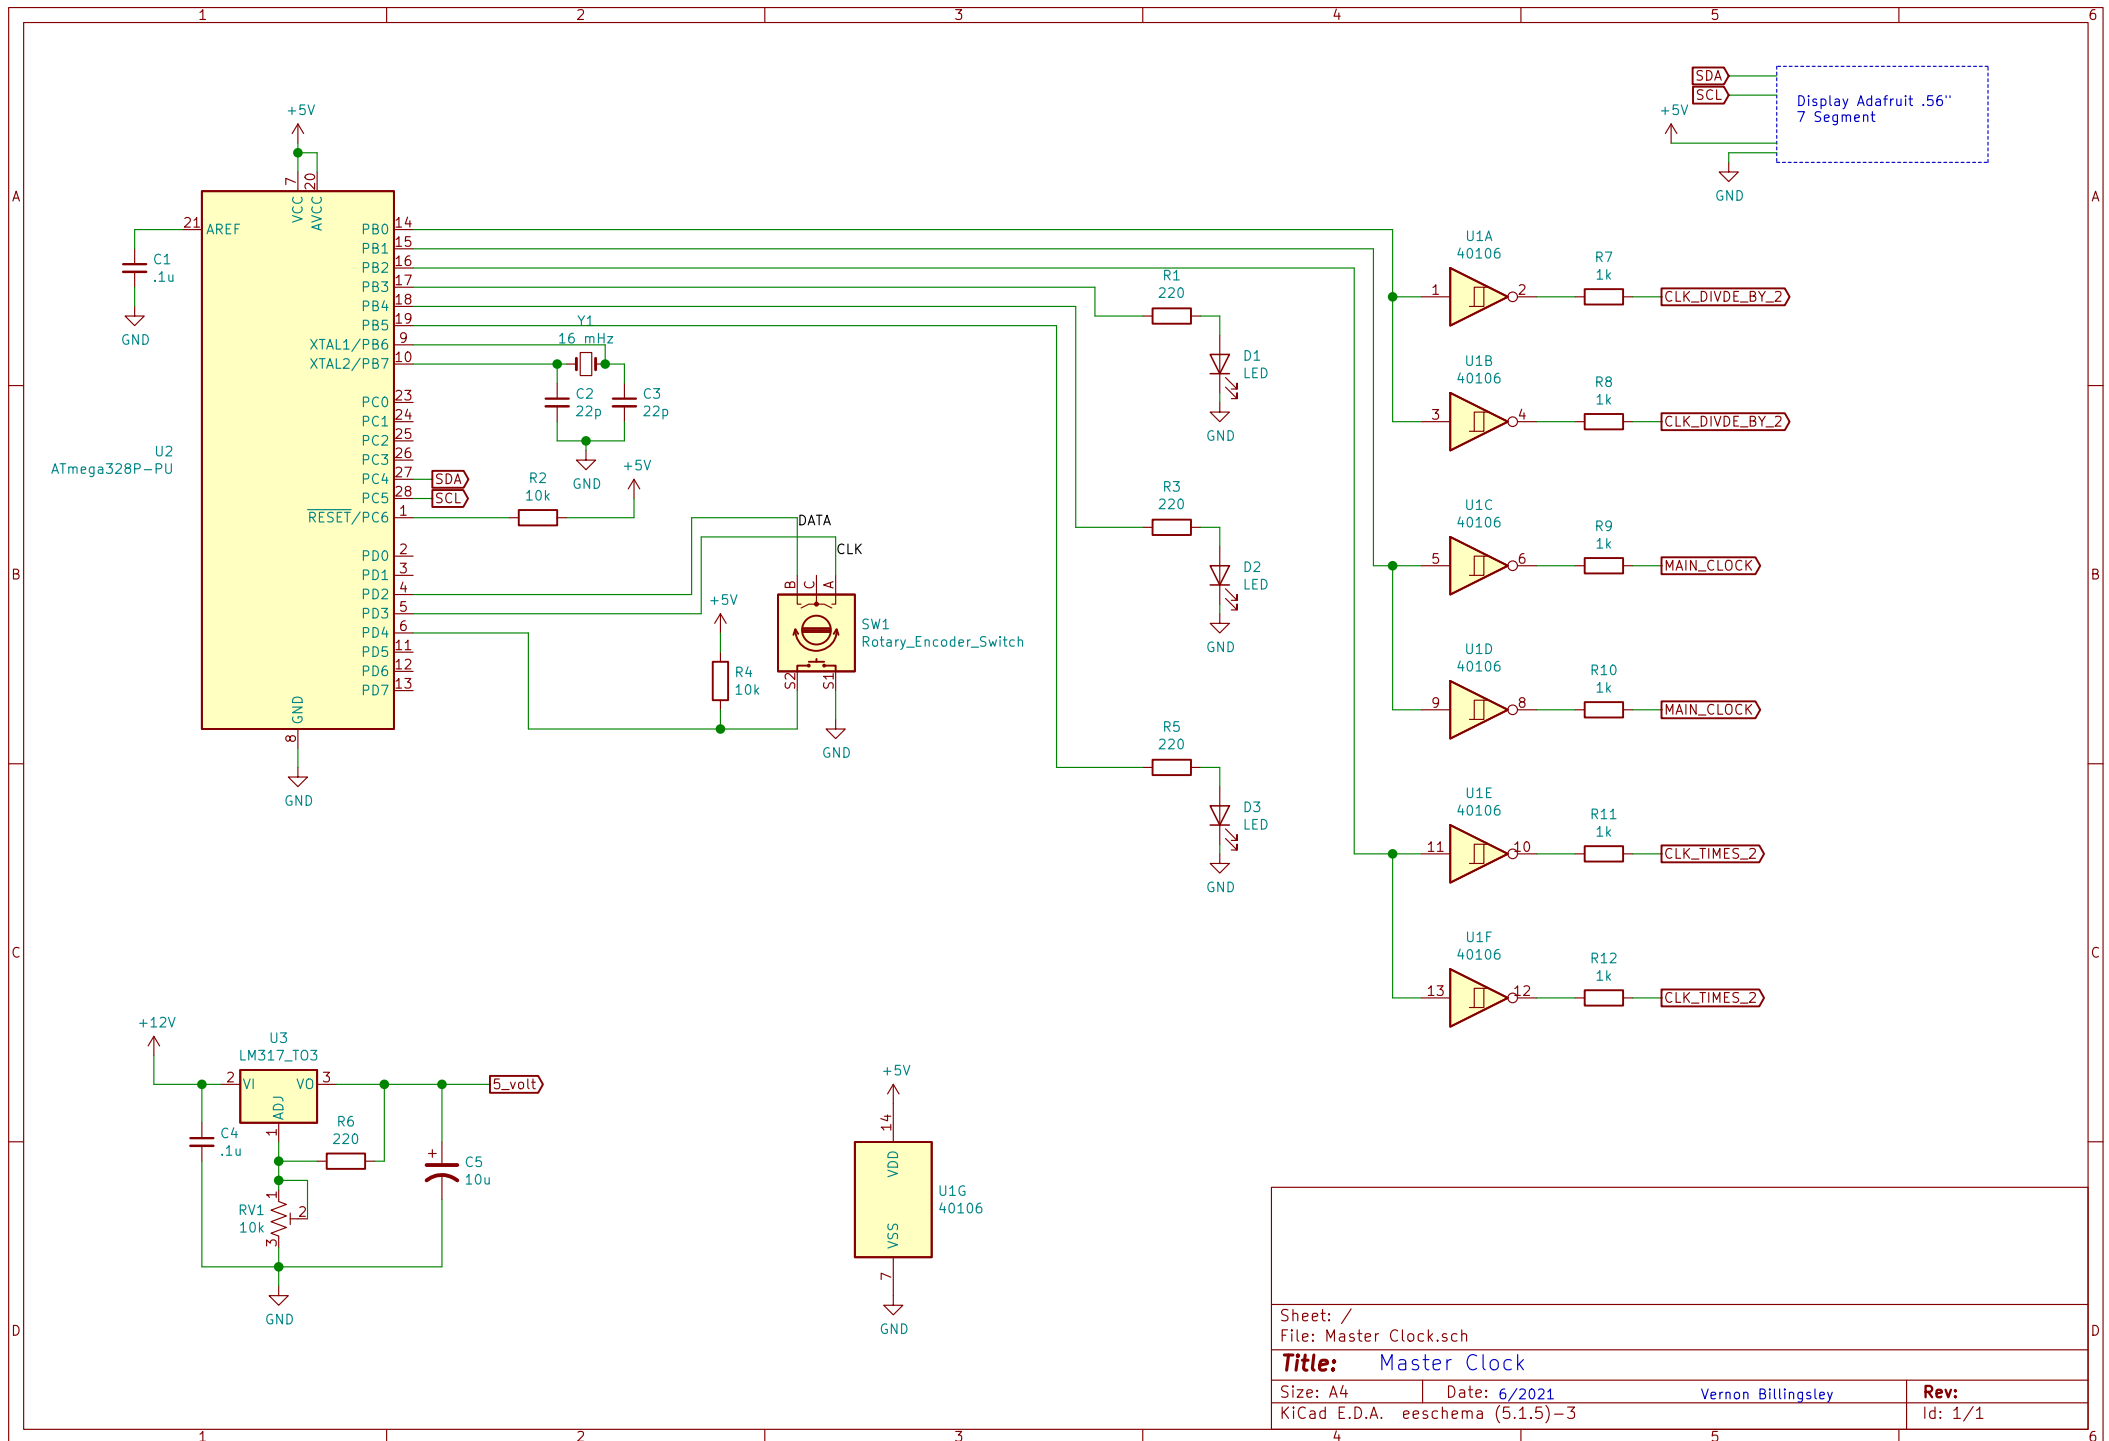 1 2 3 4 5 6
SDA
SCL
+5V
Display Adafruit .56"
7 Segment
GND
+5V
7
20
VCC
AVCC
A
A
21
AREF
C1
.1u
GND
PB0
14
PB1
15
PB2
16
PB3
17
PB4
18
PB5
19
XTAL1/PB6
9
XTAL2/PB7
10
PC0
23
PC1
24
PC2
25
PC3
26
PC4
27
SDA
PC5
28
SCL
RESET/PC6
1
PD0
2
PD1
3
PD2
4
PD3
5
PD4
6
PD5
11
PD6
12
PD7
13
U2
ATmega328P-PU
GND
8
GND
Y1
16 mHz
C2
22p
C3
22p
GND
R2
10k
+5V
DATA
CLK
B
C
A
SW1
Rotary_Encoder_Switch
S2
S1
GND
+5V
R4
10k
R1
220
D1
LED
GND
R3
220
D2
LED
GND
R5
220
D3
LED
GND
U1A
40106
1
2
R7
1k
CLK_DIVDE_BY_2
U1B
40106
3
4
R8
1k
CLK_DIVDE_BY_2
U1C
40106
5
6
R9
1k
MAIN_CLOCK
U1D
40106
9
8
R10
1k
MAIN_CLOCK
U1E
40106
11
10
R11
1k
CLK_TIMES_2
U1F
40106
13
12
R12
1k
CLK_TIMES_2
B
B
C
C
+12V
U3
LM317_TO3
2
VI
VO
3
ADJ
1
5_volt
C4
.1u
R6
220
C5
10u
+
RV1
10k
1
2
3
GND
+5V
14
VDD
VSS
7
U1G
40106
GND
D
D
Sheet: /
File: Master Clock.sch
Title: Master Clock
Size: A4
Date: 6/2021
Vernon Billingsley
Rev:
KiCad E.D.A. eeschema (5.1.5)-3
Id: 1/1
1 2 3 4 5 6